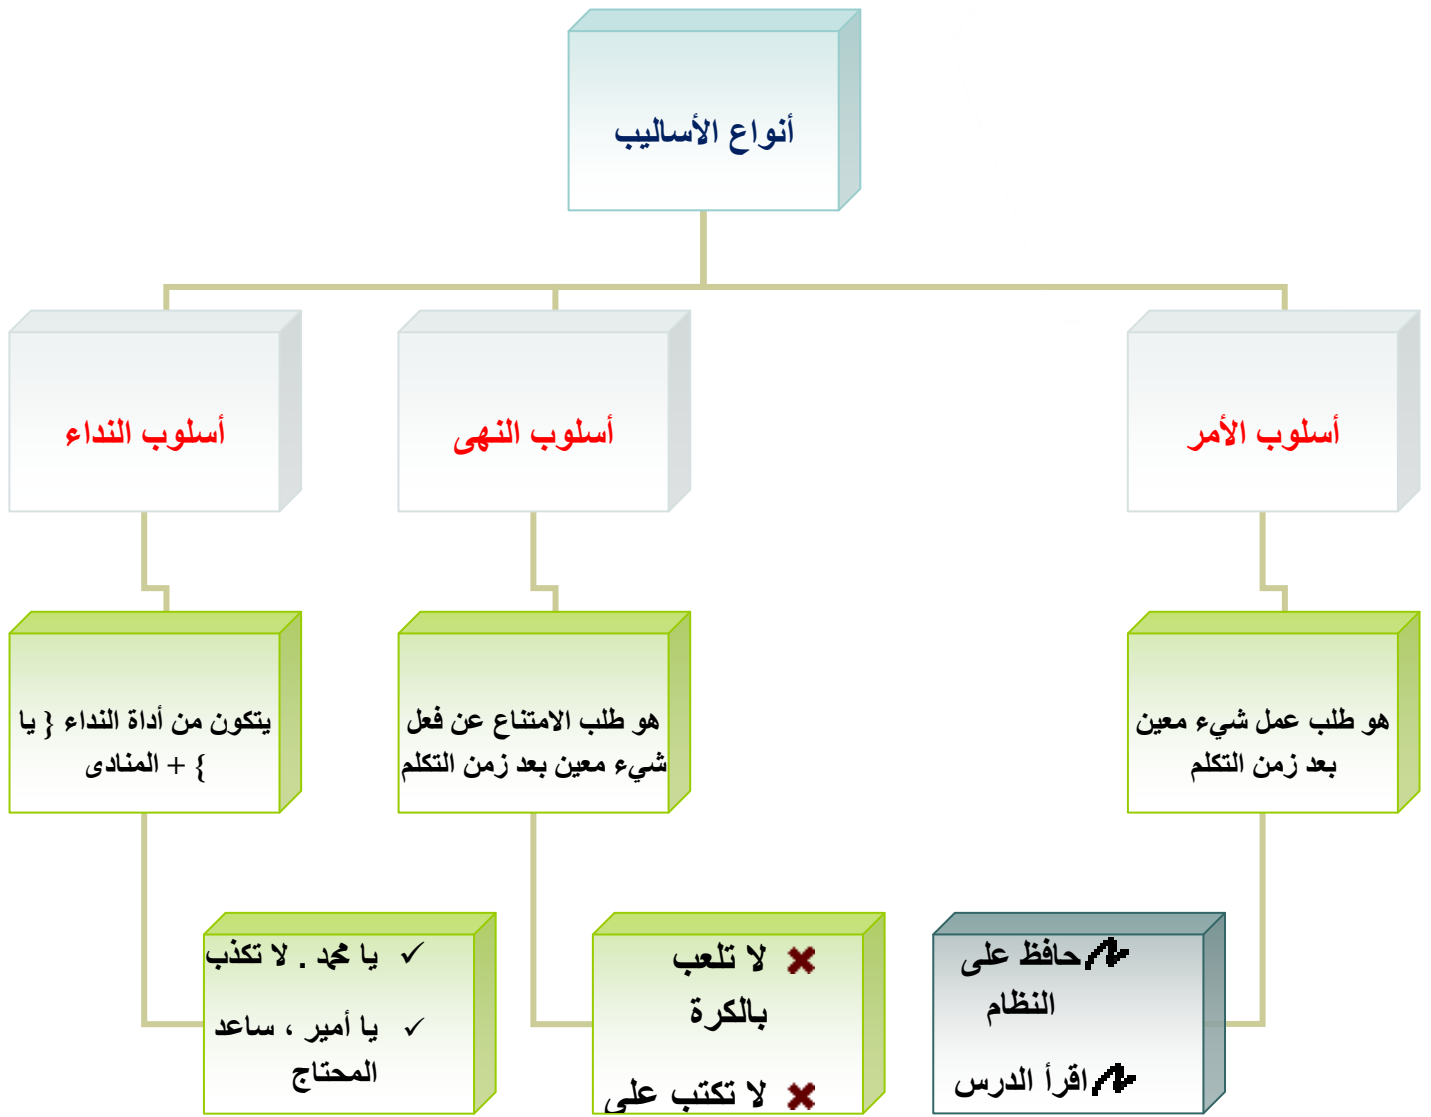 أنواع الأساليب
أسلوب الأمر
أسلوب النهى
أسلوب النداء
هو طلب عمل شيء معين
بعد زمن التكلم
هو طلب الامتناع عن فعل
شيء معين بعد زمن التكلم
يتكون من أداة النداء { يا
} + المنادى
حافظ على
النظام
اقرأ الدرس
لا تلعب
بالكرة
لا تكتب على
يا محمد . لا تكذب
يا أمير ، ساعد
المحتاج